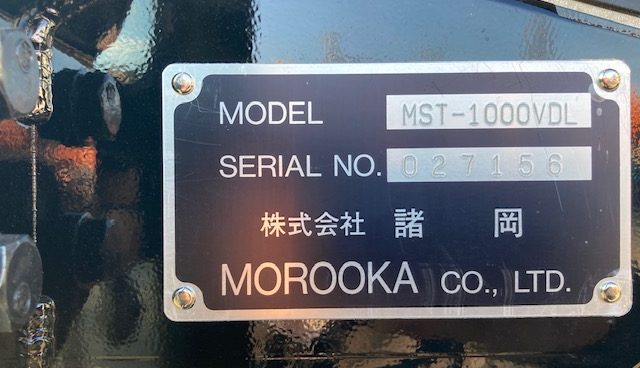 MODEL MST-1000VDL
SERIAL NO. 027156
株式会社 諸岡
MOROOKA CO., LTD.